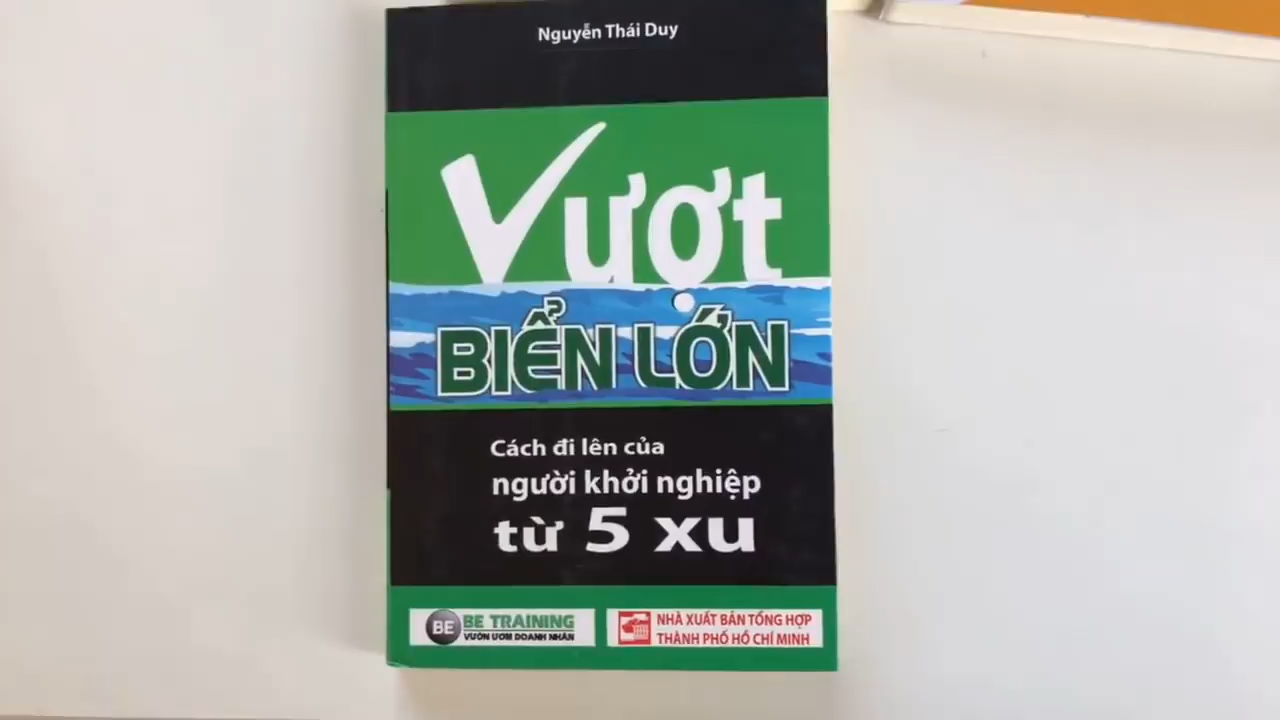 Nguyễn Thái Duy
Vượt
BIỂN LỚN
Cách đi lên của
người khởi nghiệp
từ 5 xu
BE BE TRAINING
VƯỜN ƯƠM DOANH NHÂN
NHÀ XUẤT BẢN TỔNG HỢP
THÀNH PHỐ HỒ CHÍ MINH